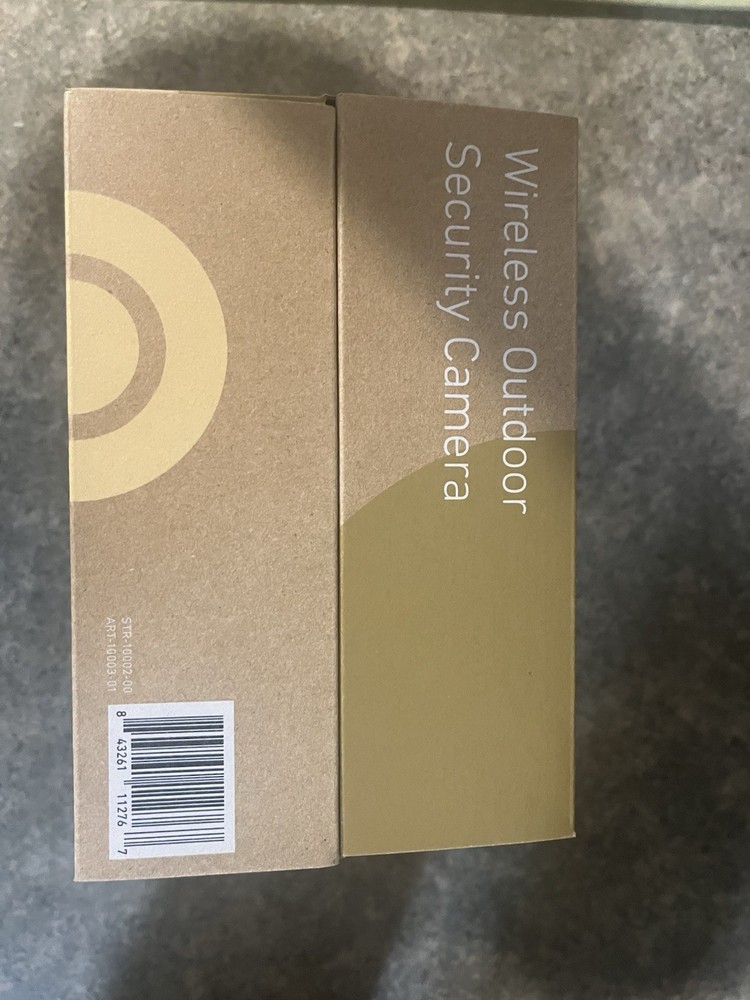 Wireless Outdoor
Security Camera
STR-10002-00
ART-10003-01
8 43261 11276 7